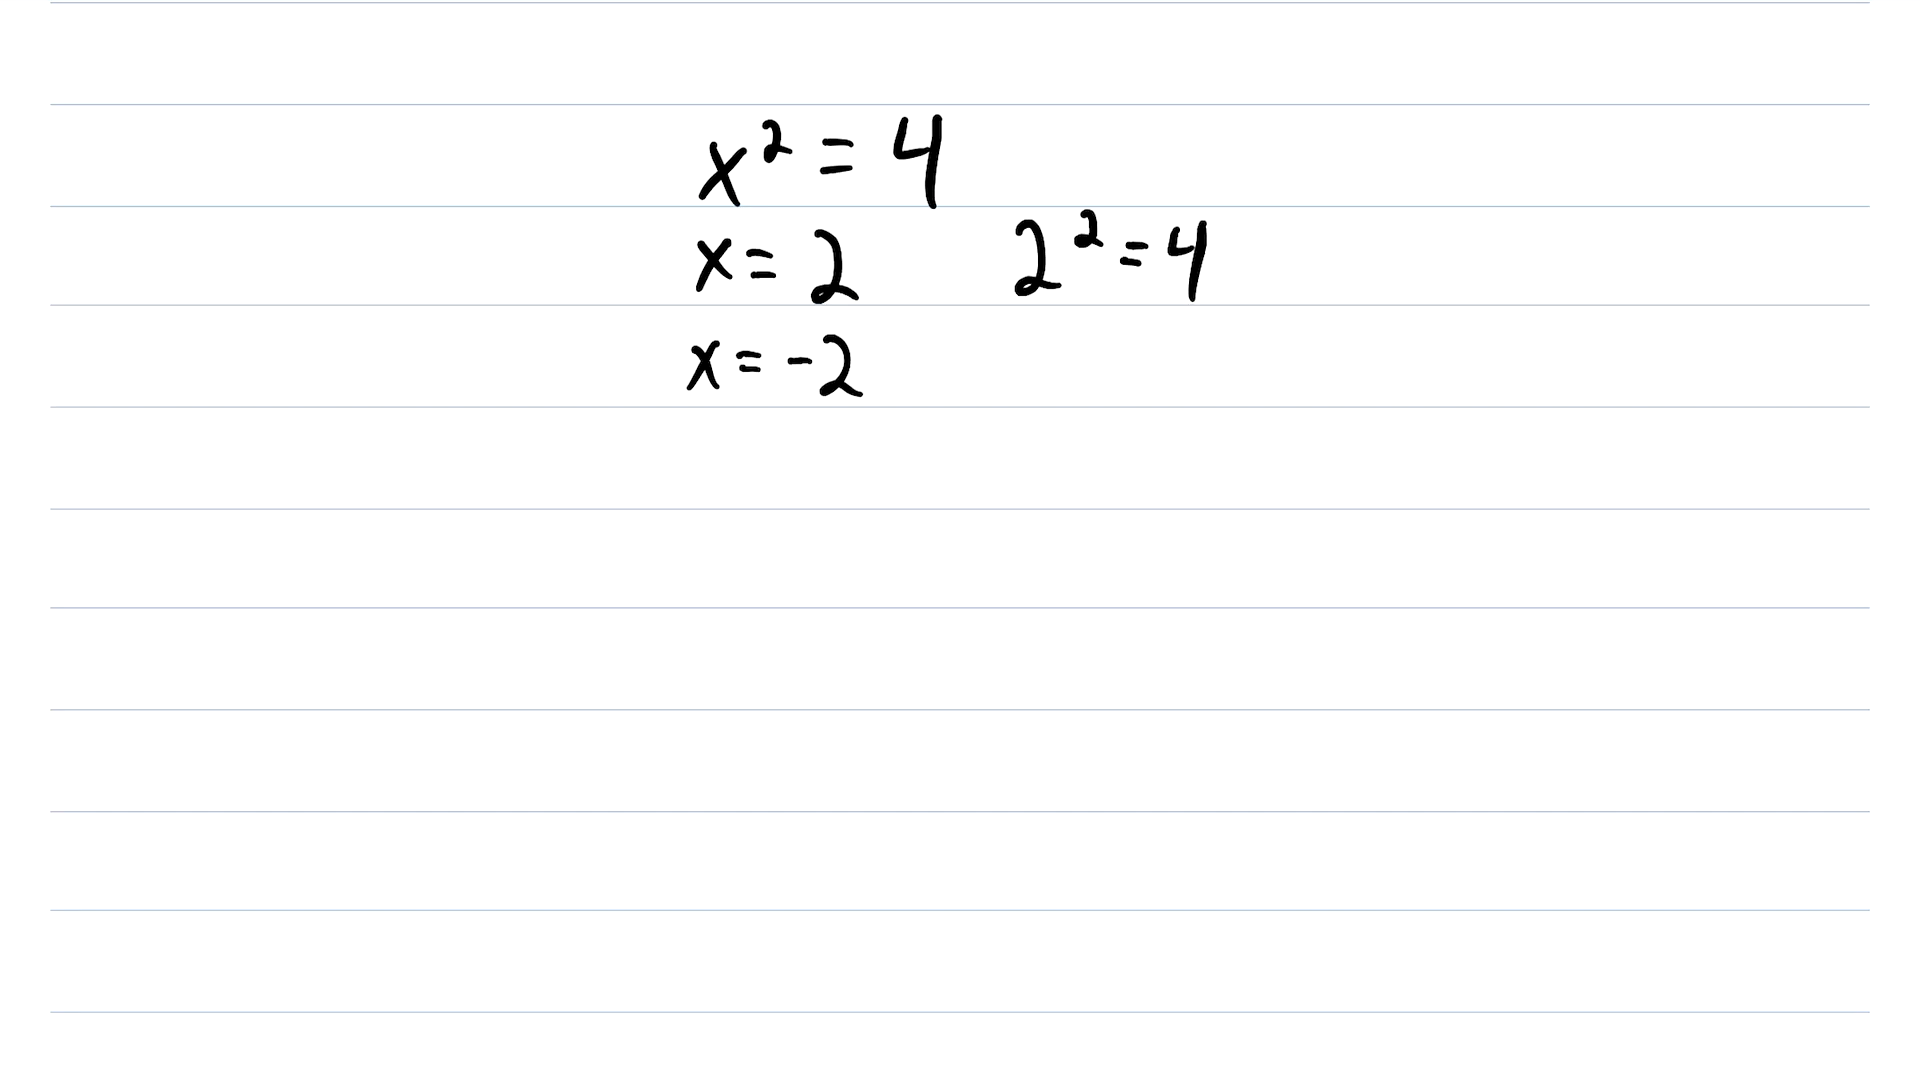 x² = 4
x = 2 2² = 4
x = -2